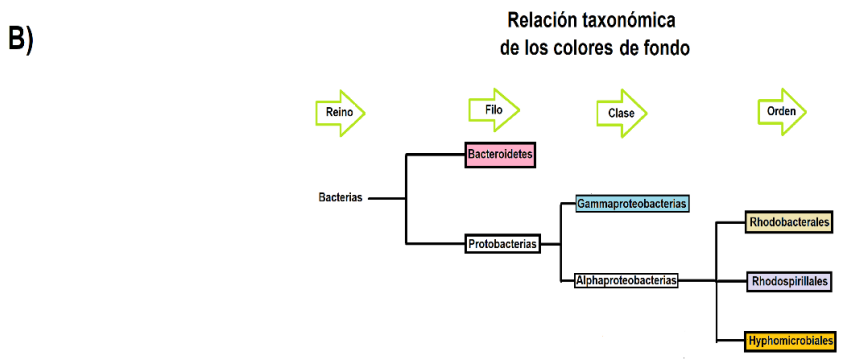 B)
Relación taxonómica
de los colores de fondo
Reino
Filo
Clase
Orden
Bacteroidetes
Bacterias
Gammaproteobacterias
Rhodobacterales
Protobacterias
Alphaproteobacterias
Rhodospirillales
Hyphomicrobiales